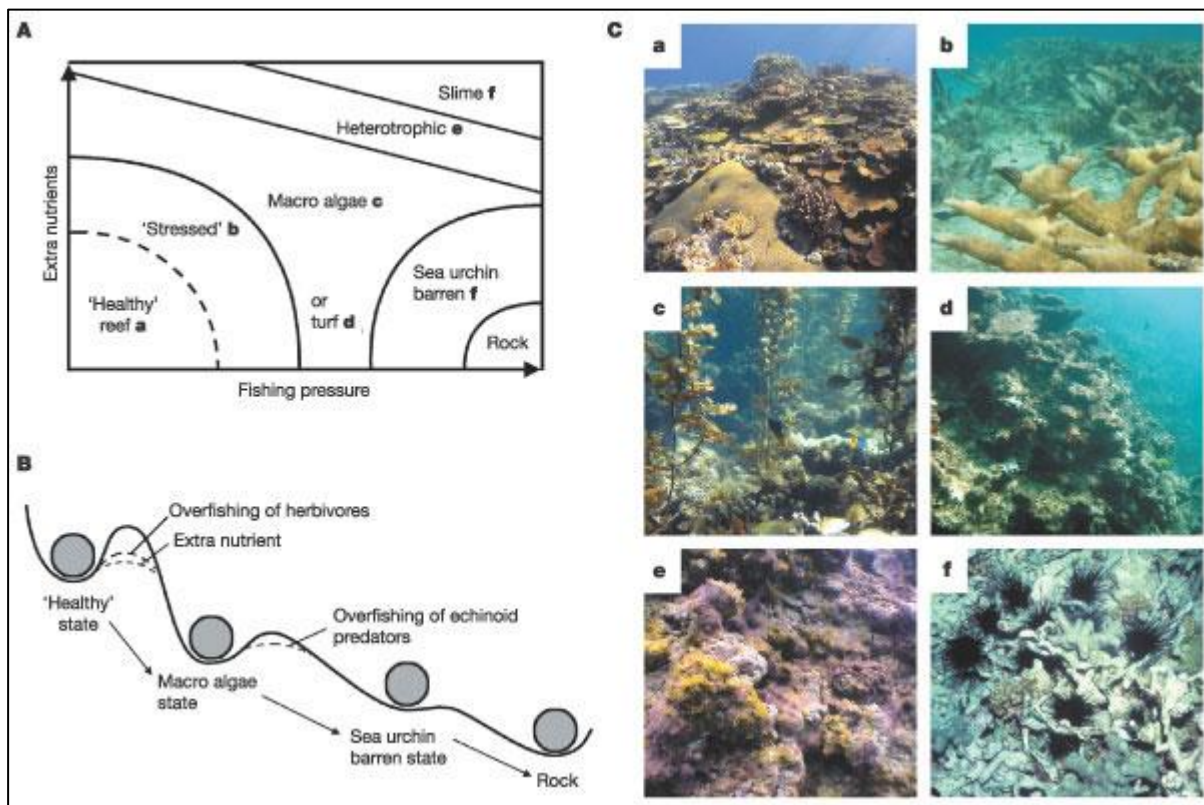 A
Extra nutrients
Slime f
Heterotrophic e
Macro algae c
‘Stressed’ b
Sea urchin
barren f
‘Healthy’
reef a
or
turf d
Rock
Fishing pressure
B
Overfishing of herbivores
Extra nutrient
‘Healthy’
state
Overfishing of echinoid
predators
Macro algae
state
Sea urchin
barren state
Rock
C
a
b
c
d
e
f